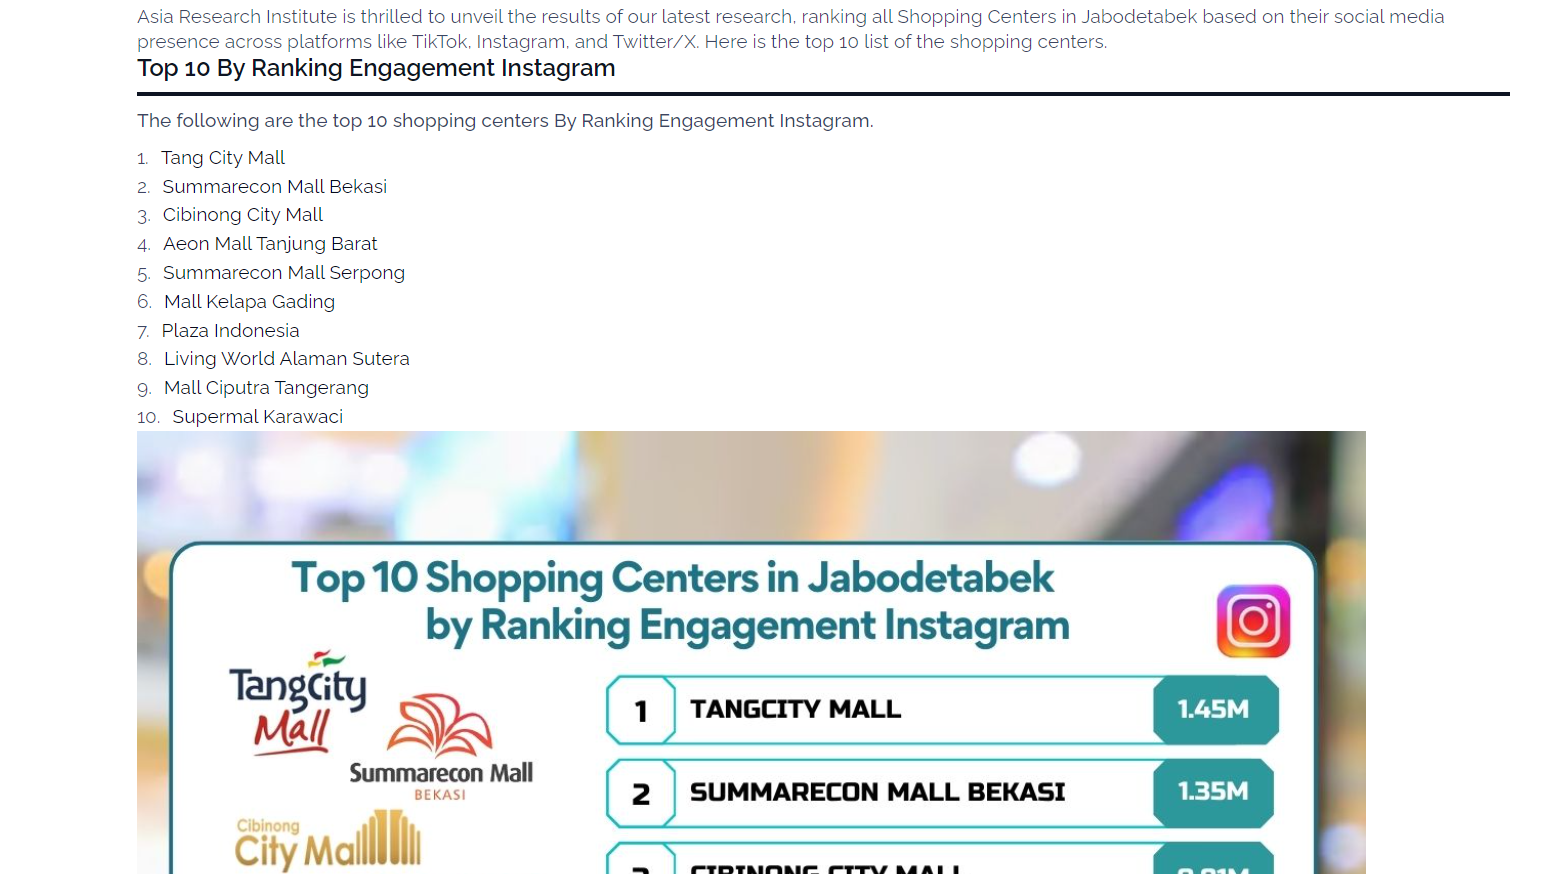 Asia Research Institute is thrilled to unveil the results of our latest research, ranking all Shopping Centers in Jabodetabek based on their social media
presence across platforms like TikTok, Instagram, and Twitter/X. Here is the top 10 list of the shopping centers.
Top 10 By Ranking Engagement Instagram
The following are the top 10 shopping centers By Ranking Engagement Instagram.
1. Tang City Mall
2. Summarecon Mall Bekasi
3. Cibinong City Mall
4. Aeon Mall Tanjung Barat
5. Summarecon Mall Serpong
6. Mall Kelapa Gading
7. Plaza Indonesia
8. Living World Alaman Sutera
9. Mall Ciputra Tangerang
10. Supermal Karawaci
Top 10 Shopping Centers in Jabodetabek
by Ranking Engagement Instagram
TangCity
Mall
Summarecon Mall
BEKASI
Cibinong
City Mall
1 TANGCITY MALL 1.45M
2 SUMMARECON MALL BEKASI 1.35M
CIBINONG CITY MALL